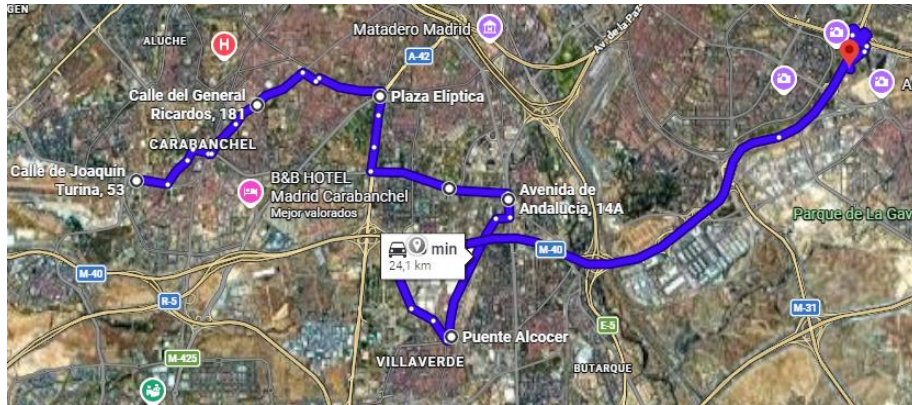 GEN
ALUCHE
H
Matadero Madrid
Av. de la Paz
A-42
Calle del General
Ricardos, 181
Plaza Elíptica
CARABANCHEL
Calle de Joaquin
Turina, 53
B&B HOTEL
Madrid Carabanchel
Mejor valorados
Avenida de
Andalucía, 14A
Parque de La Gav
min
24,1 km
M-40
M-40
R-5
M-31
E-5
Puente Alcocer
M-425
VILLAVERDE
BUTARQUE
A